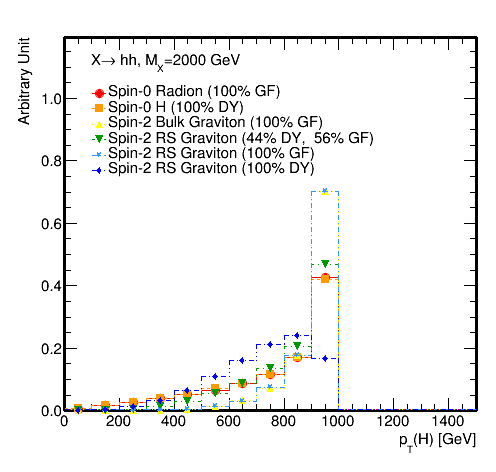 Arbitrary Unit
X→ hh, M_X=2000 GeV
Spin-0 Radion (100% GF)
Spin-0 H (100% DY)
Spin-2 Bulk Graviton (100% GF)
Spin-2 RS Graviton (44% DY, 56% GF)
Spin-2 RS Graviton (100% GF)
Spin-2 RS Graviton (100% DY)
1.0
0.8
0.6
0.4
0.2
0.0
0 200 400 600 800 1000 1200 1400
p_T(H) [GeV]